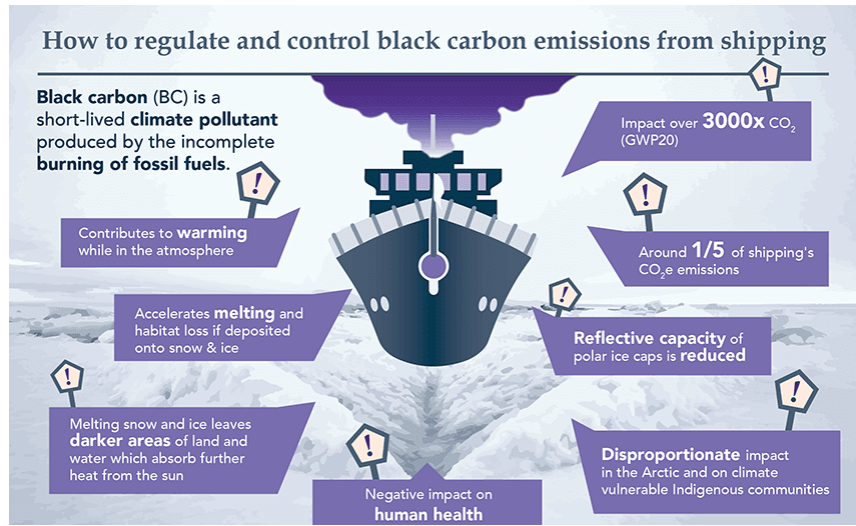 How to regulate and control black carbon emissions from shipping
Black carbon (BC) is a
short-lived climate pollutant
produced by the incomplete
burning of fossil fuels.
!
Impact over 3000x CO₂
(GWP20)
!
Contributes to warming
while in the atmosphere
!
Around 1/5 of shipping's
CO₂e emissions
Accelerates melting and
habitat loss if deposited
onto snow & ice
!
Reflective capacity of
polar ice caps is reduced
!
Melting snow and ice leaves
darker areas of land and
water which absorb further
heat from the sun
!
Negative impact on
human health
!
Disproportionate impact
in the Arctic and on climate
vulnerable Indigenous communities